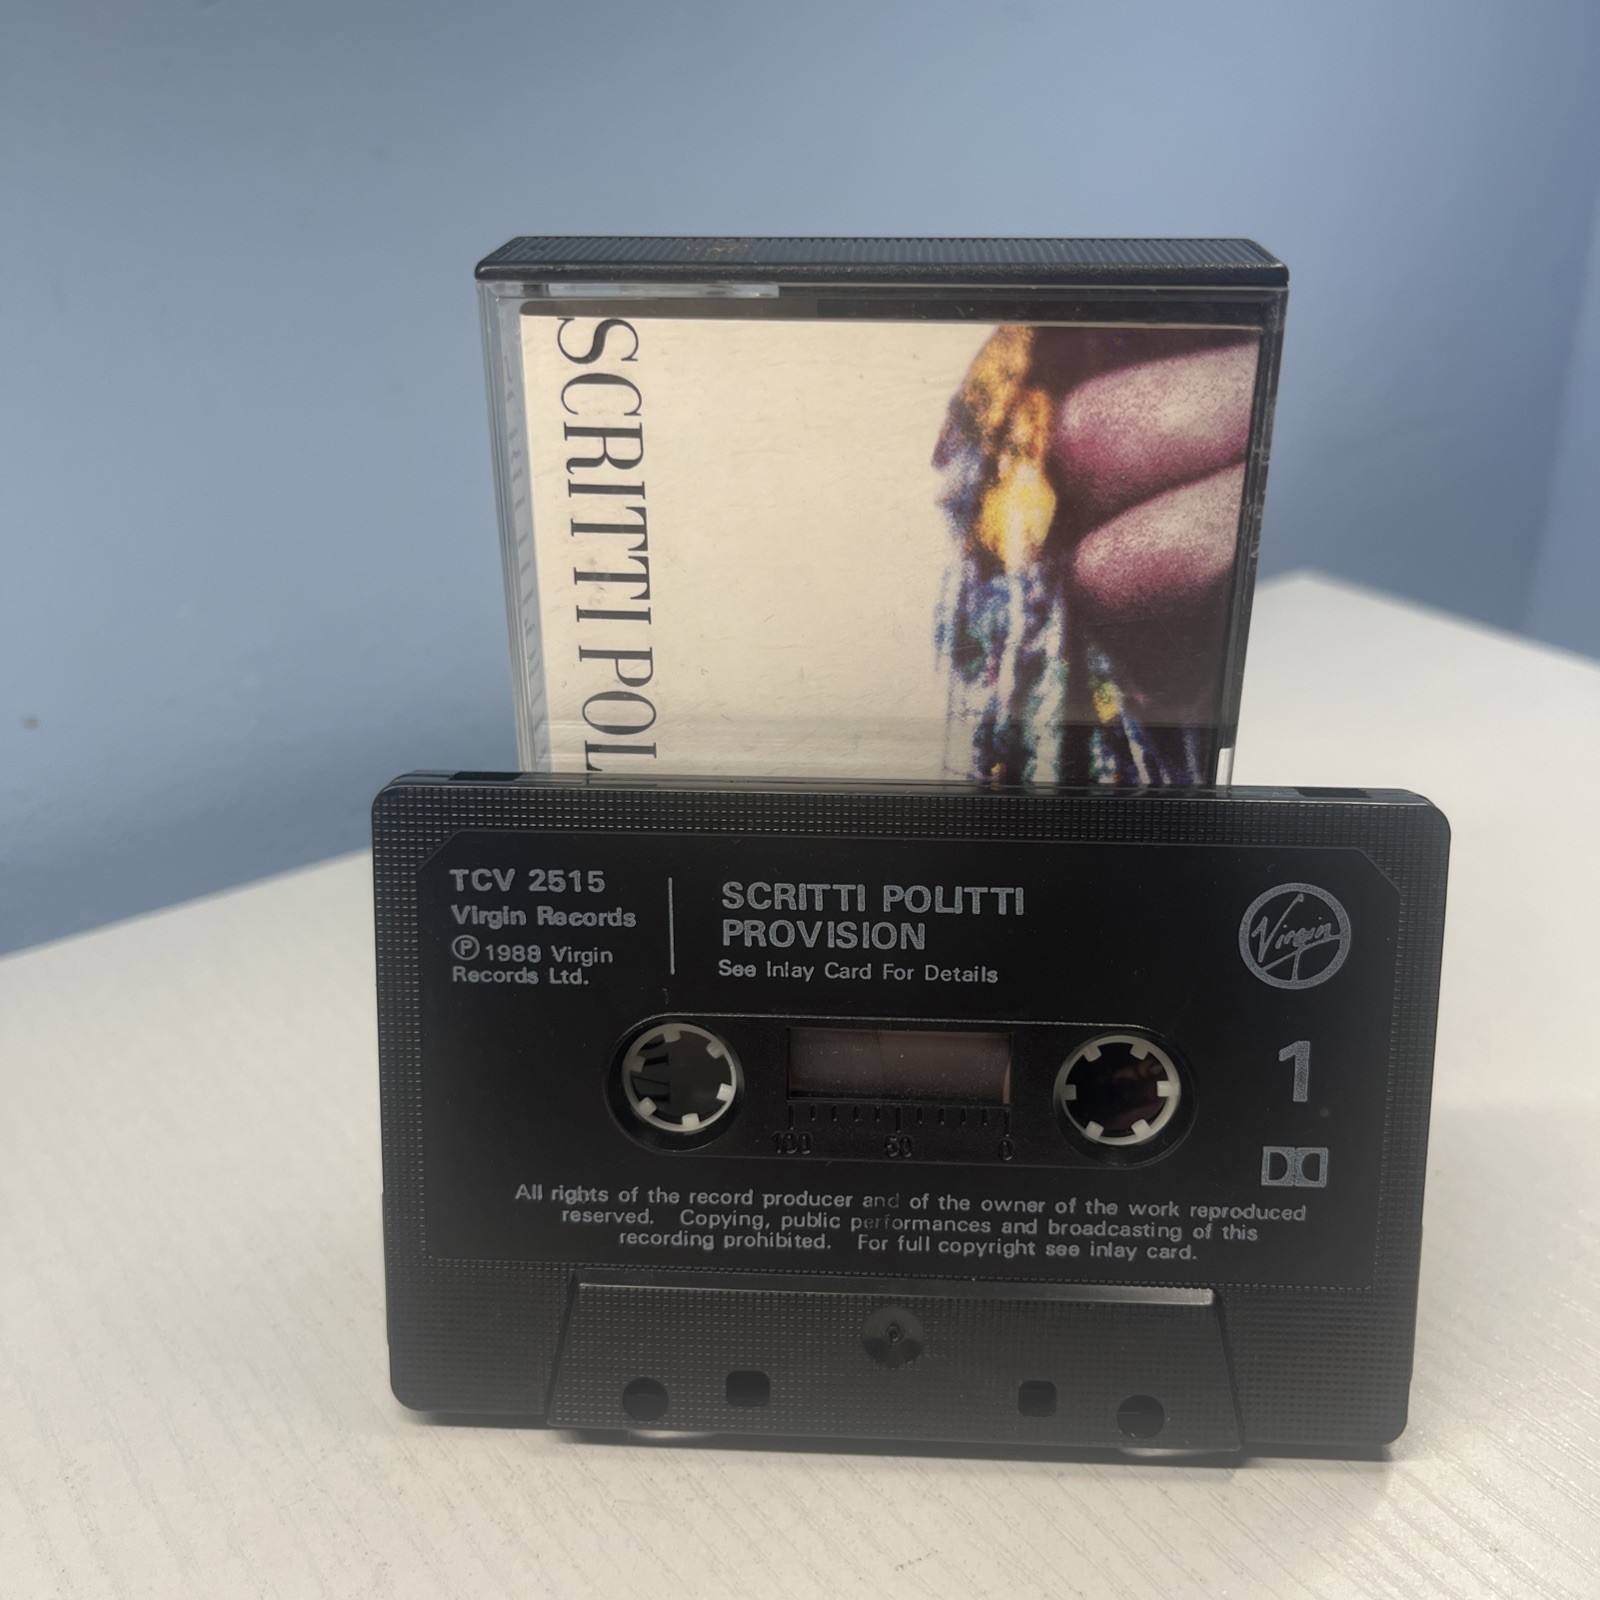 SCRITTI POL
TCV 2515
Virgin Records
Ⓟ 1988 Virgin
Records Ltd.
SCRITTI POLITTI
PROVISION
See Inlay Card For Details
Virgin
1
100 50 0
All rights of the record producer and of the owner of the work reproduced
reserved. Copying, public performances and broadcasting of this
recording prohibited. For full copyright see inlay card.